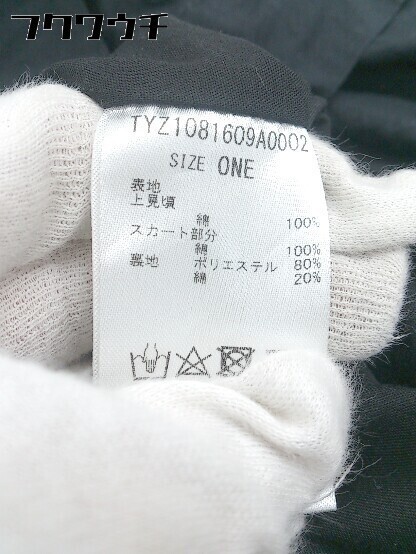 フクウクチ
TYZ1081609A0002
SIZE ONE
表地
上見頃
綿 100%
スカート部分
綿 100%
裏地 ポリエステル 80%
綿 20%